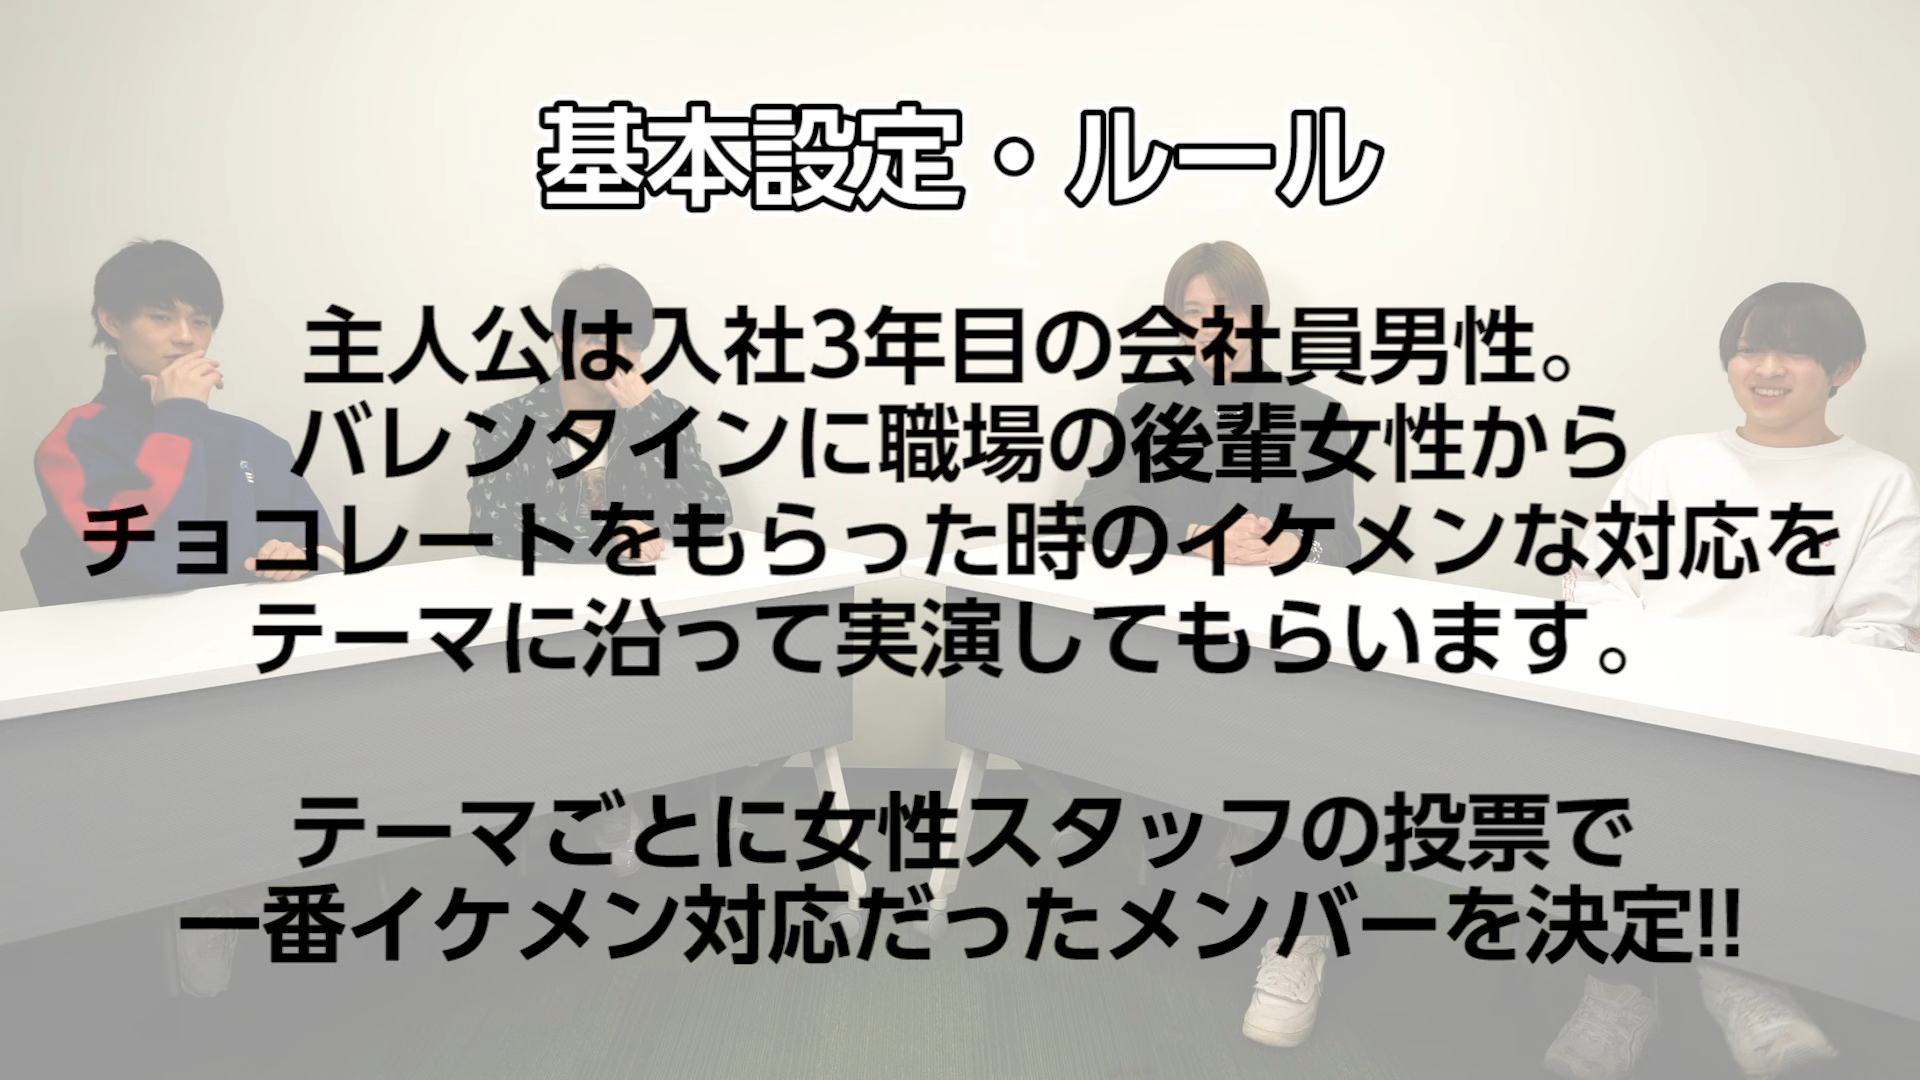 基本設定・ルール
主人公は入社3年目の会社員男性。
バレンタインに職場の後輩女性から
チョコレートをもらった時のイケメンな対応を
テーマに沿って実演してもらいます。
テーマごとに女性スタッフの投票で
一番イケメン対応だったメンバーを決定!!